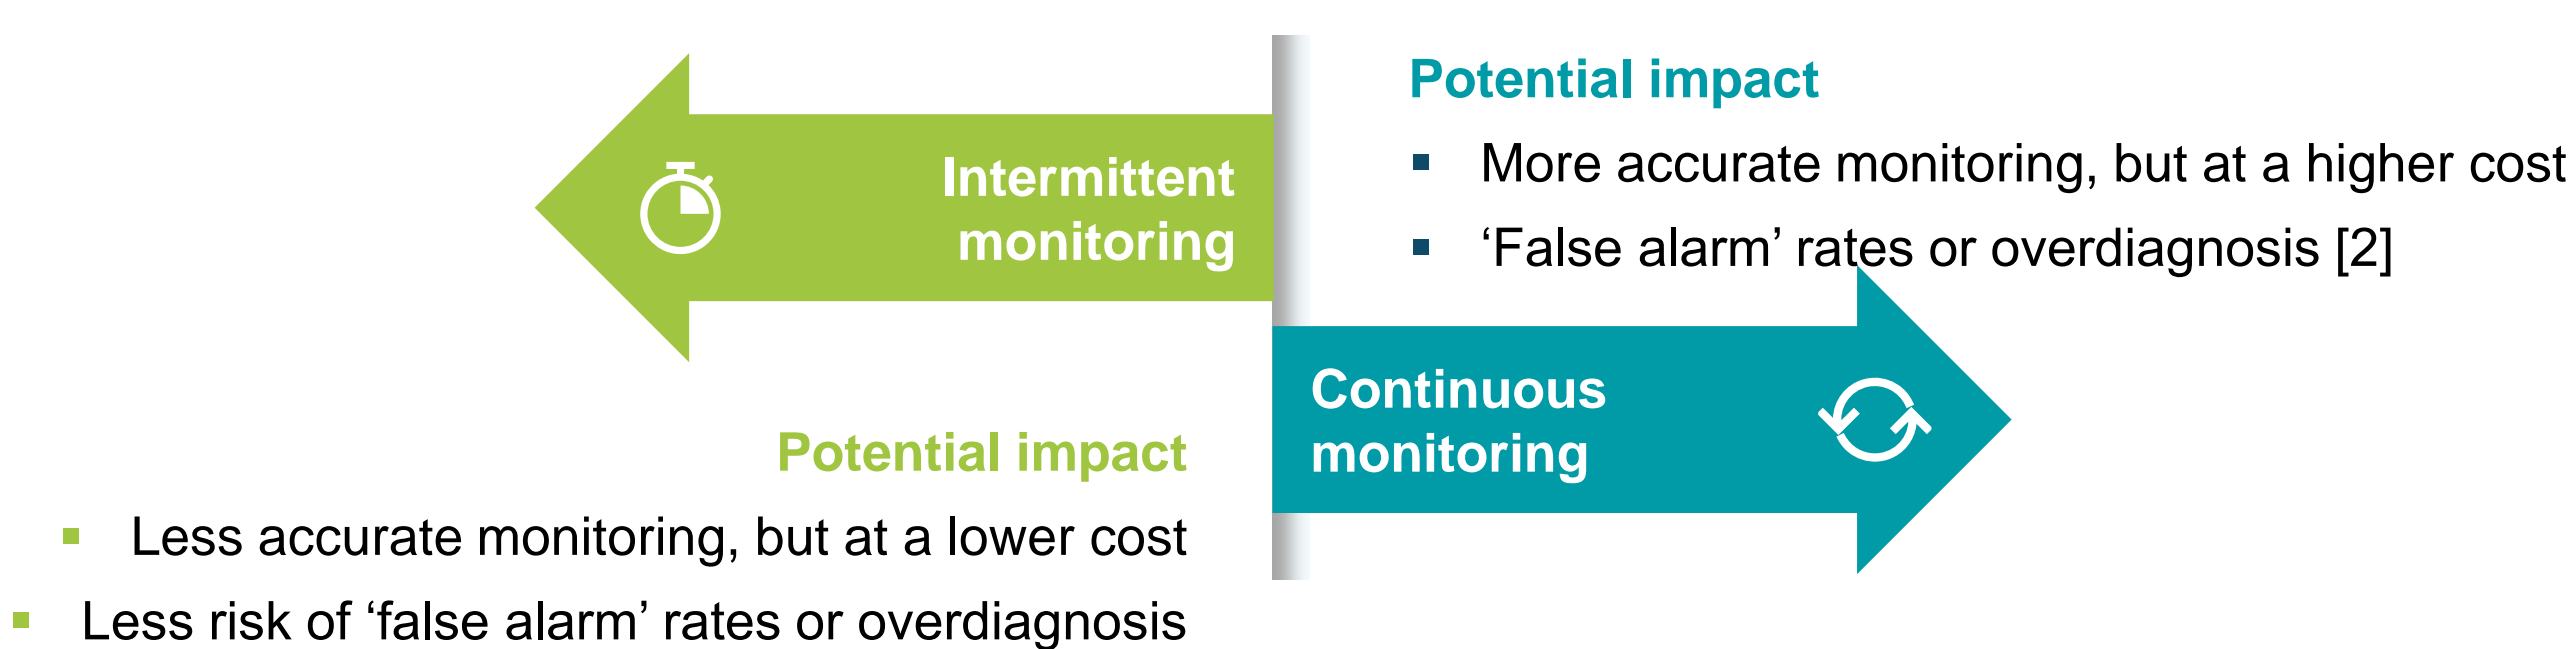 Intermittent
monitoring
Potential impact
Less accurate monitoring, but at a lower cost
Less risk of ‘false alarm’ rates or overdiagnosis
Potential impact
More accurate monitoring, but at a higher cost
‘False alarm’ rates or overdiagnosis [2]
Continuous
monitoring